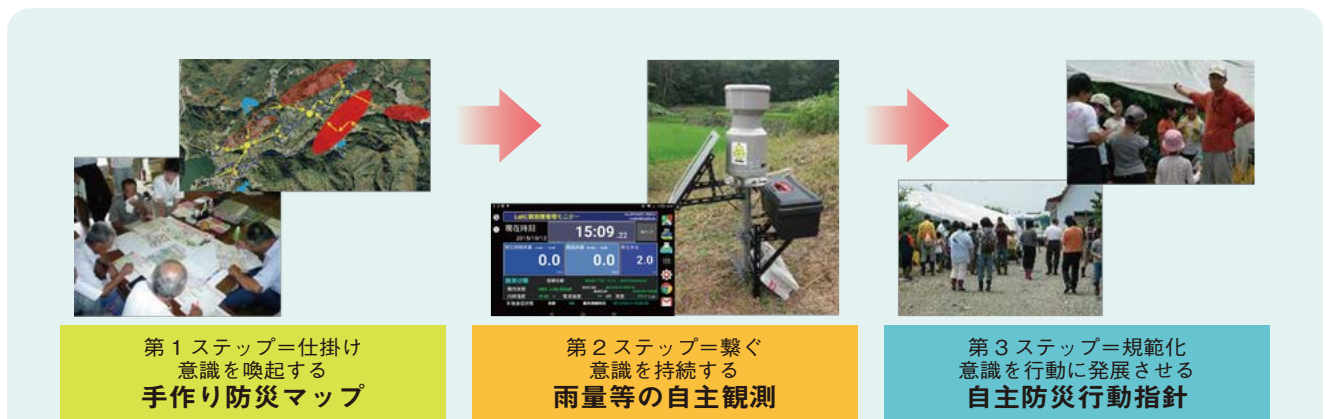 現在時刻
15:09.22
0.0
0.0
2.0
第1ステップ＝仕掛け
意識を喚起する
手作り防災マップ
第2ステップ＝繋ぐ
意識を持続する
雨量等の自主観測
第3ステップ＝規範化
意識を行動に発展させる
自主防災行動指針